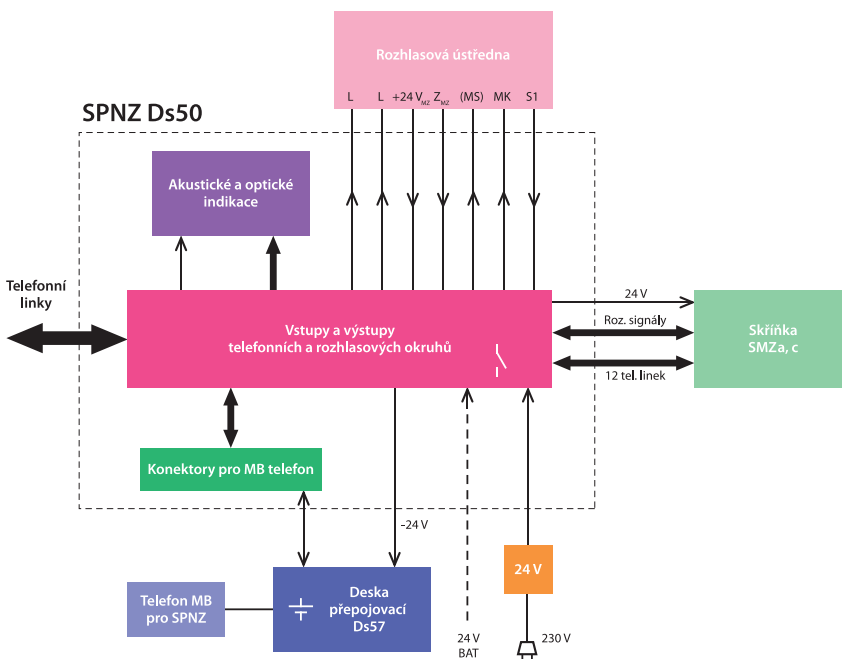 Rozhlasová ústředna
L L +24 V MZ Z MZ (MS) MK S1
SPNZ Ds50
Akustické a optické
indikace
Telefonní
linky
Vstupy a výstupy
telefonních a rozhlasových okruhů
24 V
Roz. signály
12 tel. linek
Skříňka
SMZa, c
Konektory pro MB telefon
-24 V
24 V
Telefon MB
pro SPNZ
Deska
přepojovací
Ds57
24 V
BAT
230 V